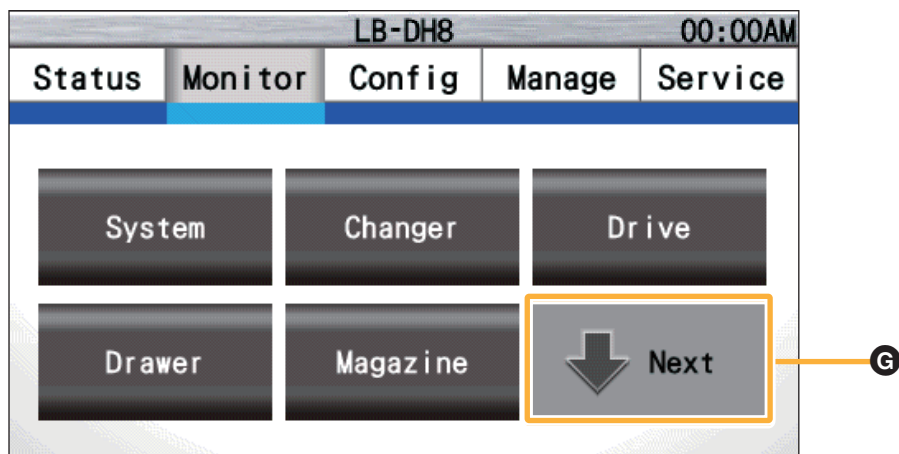 LB-DH8 00:00AM
Status Monitor Config Manage Service
System Changer Drive
Drawer Magazine Next G